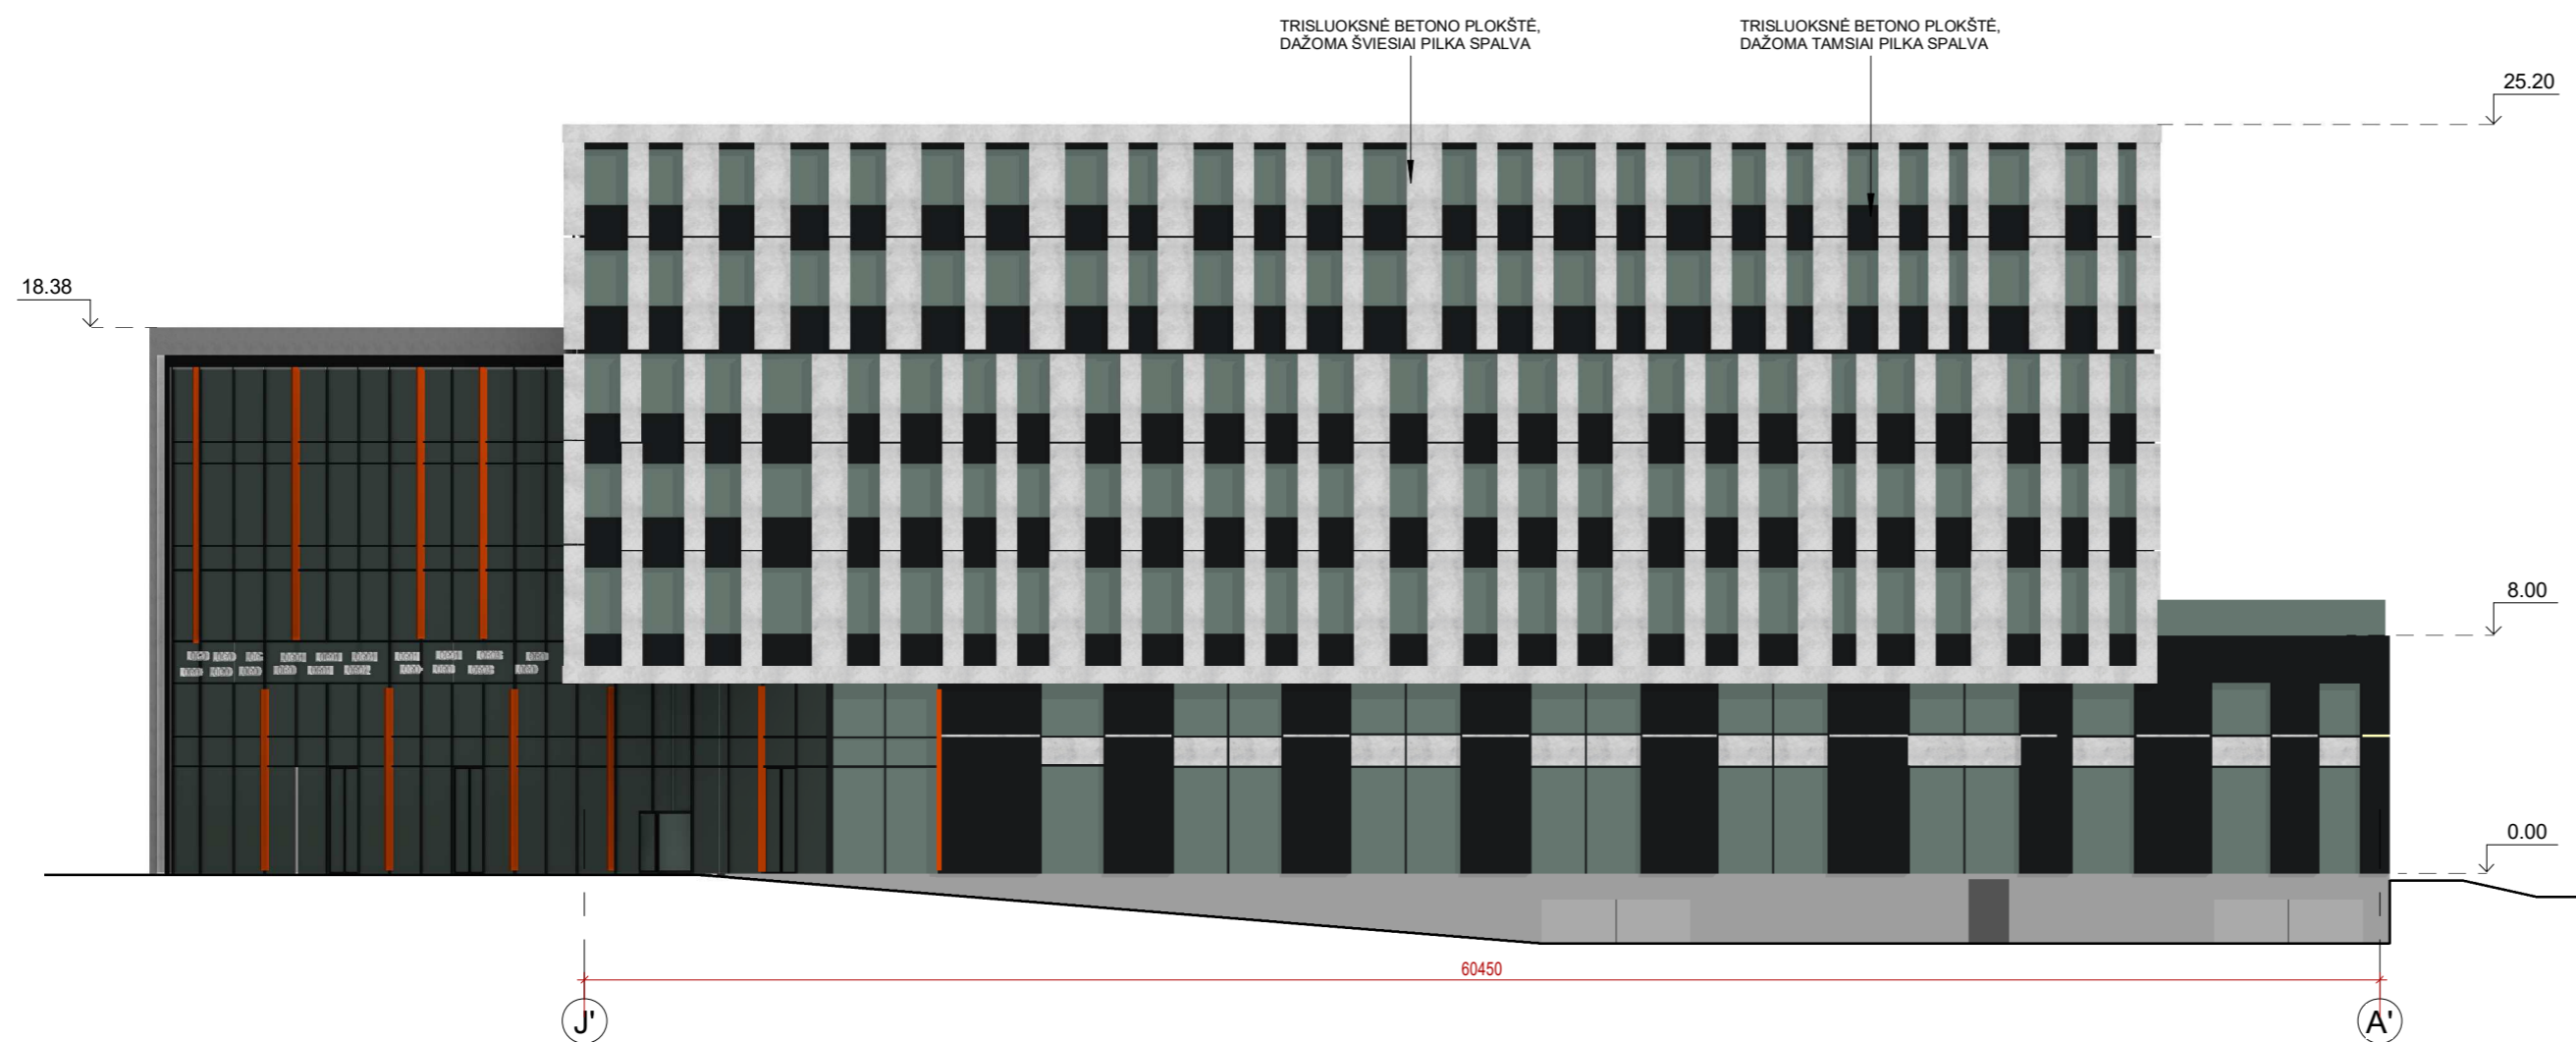 TRISLUOKSNĖ BETONO PLOKŠTĖ,
DAŽOMA ŠVIESIAI PILKA SPALVA
TRISLUOKSNĖ BETONO PLOKŠTĖ,
DAŽOMA TAMSIAI PILKA SPALVA
25.20
18.38
8.00
0.00
60450
J'
A'